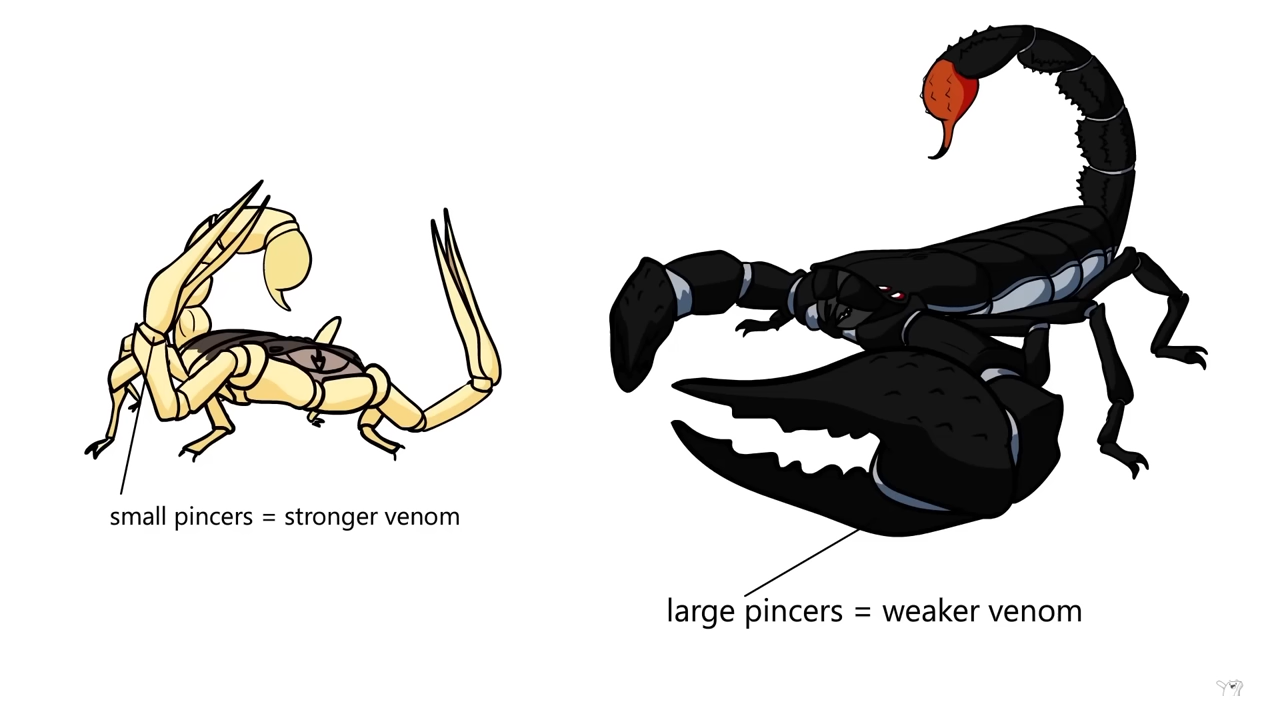 small pincers = stronger venom
large pincers = weaker venom